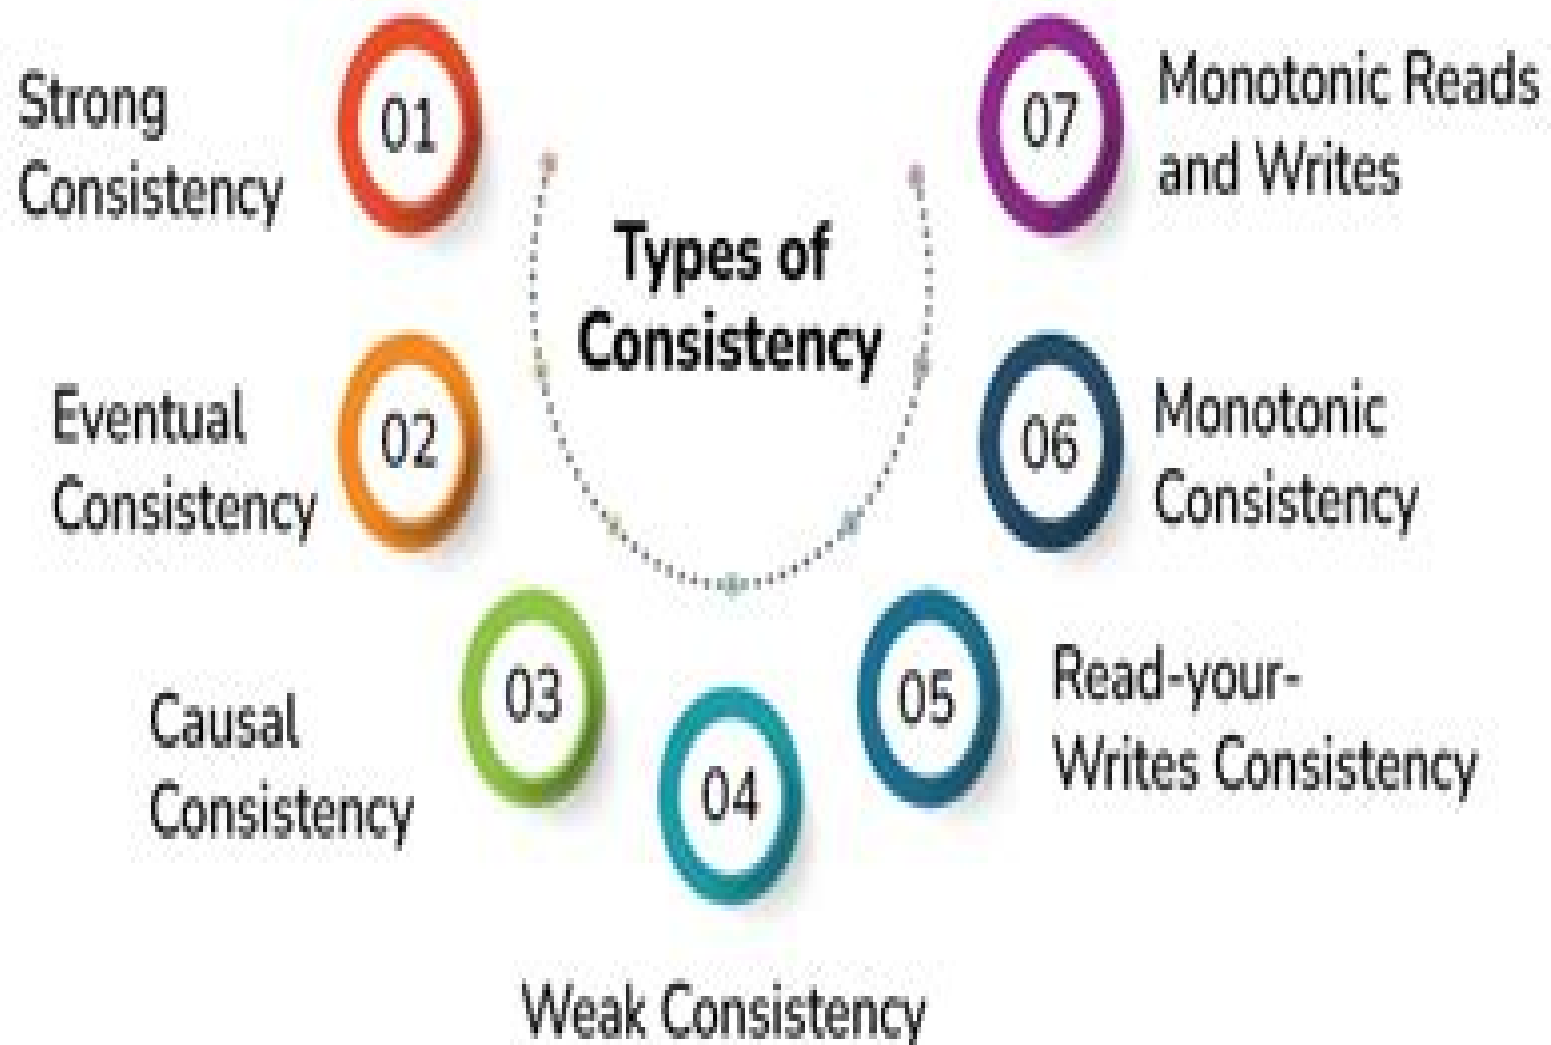 Types of
Consistency
01
Strong
Consistency
02
Eventual
Consistency
03
Causal
Consistency
04
Weak Consistency
05
Read-your-
Writes Consistency
06
Monotonic
Consistency
07
Monotonic Reads
and Writes